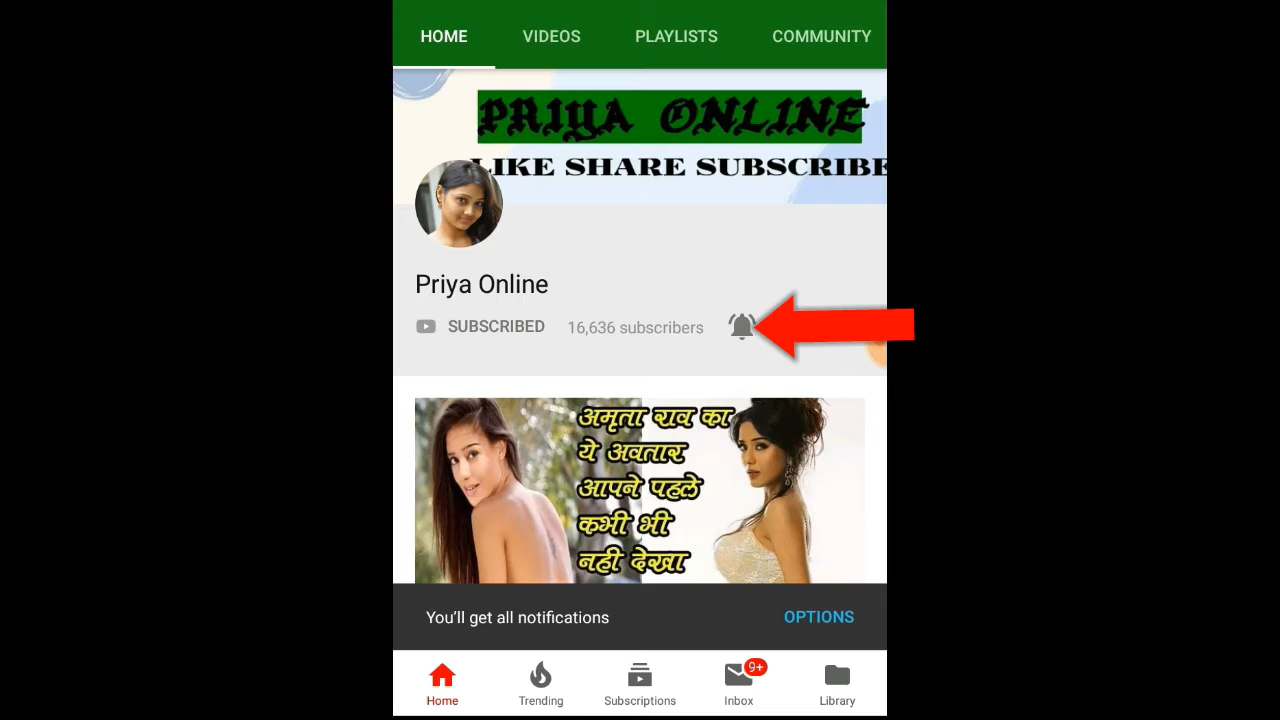 HOME VIDEOS PLAYLISTS COMMUNITY
PRIYA ONLINE
LIKE SHARE SUBSCRIBE
Priya Online
SUBSCRIBED 16,636 subscribers
अमृता राव का
ये अवतार
आपने पहले
कभी भी
नही देखा
You'll get all notifications OPTIONS
9+
Home Trending Subscriptions Inbox Library